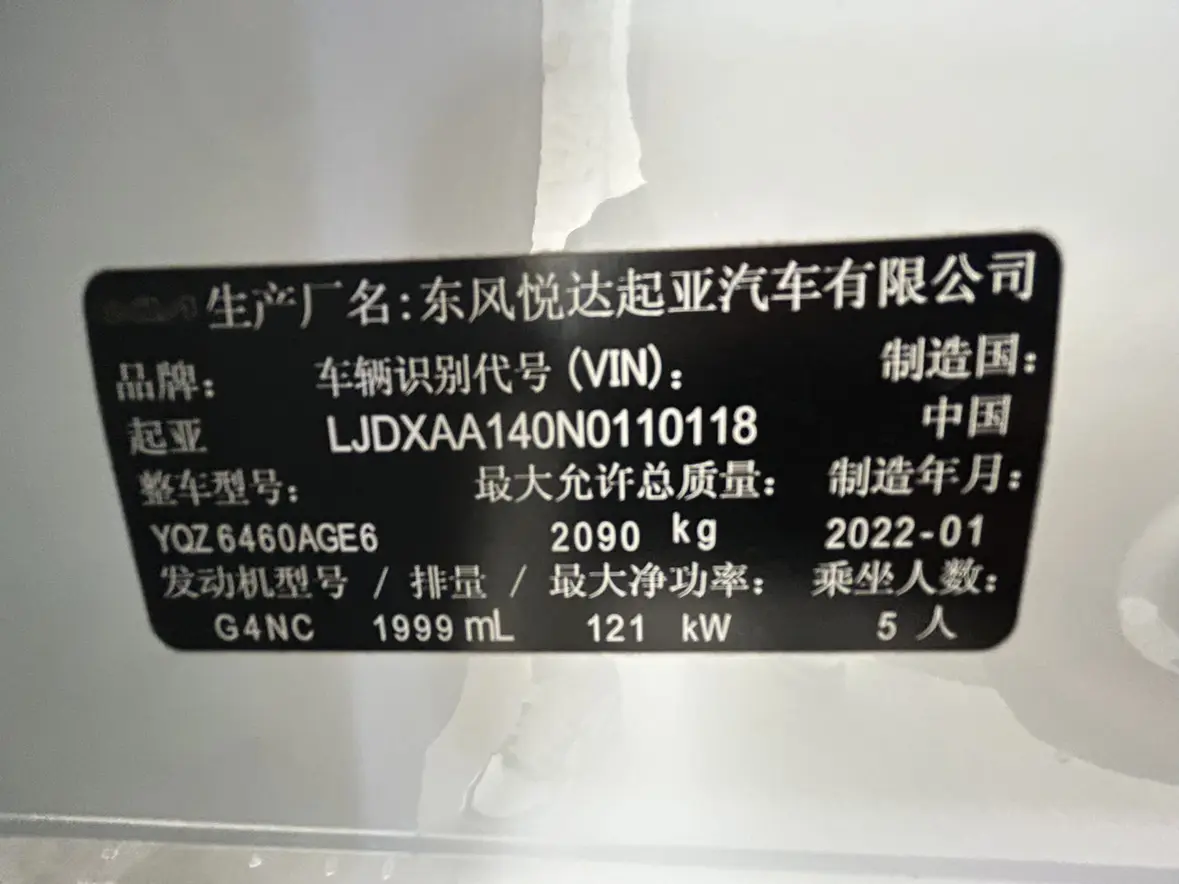 生产厂名:东风悦达起亚汽车有限公司
品牌: 车辆识别代号(VIN): 制造国:
起亚 LJDXAA140N0110118 中国
整车型号: 最大允许总质量: 制造年月:
YQZ6460AGE6 2090 kg 2022-01
发动机型号 / 排量 / 最大净功率: 乘坐人数:
G4NC 1999 mL 121 kW 5 人